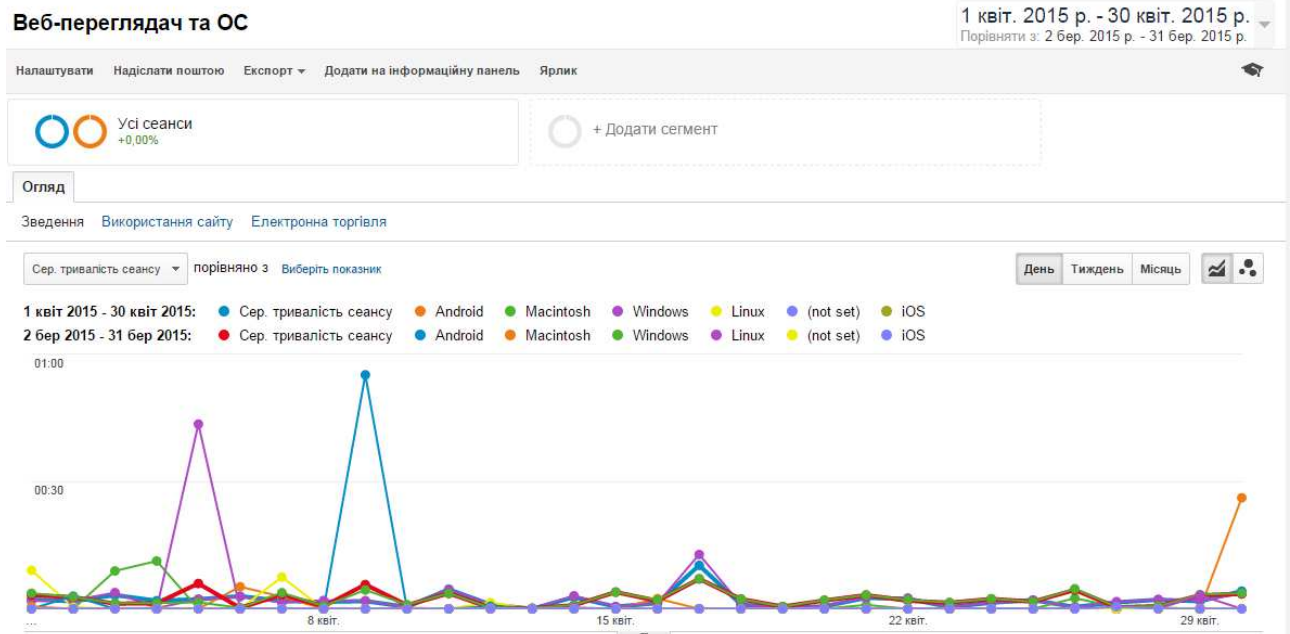 Веб-переглядач та ОС
1 квіт. 2015 р. - 30 квіт. 2015 р.
Порівняти з: 2 бер. 2015 р. - 31 бер. 2015 р.
Налаштувати Надіслати поштою Експорт Додати на інформаційну панель Ярлик
Усі сеанси
+0,00%
+ Додати сегмент
Огляд
Зведення Використання сайту Електронна торгівля
Сер. тривалість сеансу порівняно з Виберіть показник
День Тиждень Місяць
1 квіт 2015 - 30 квіт 2015: Сер. тривалість сеансу Android Macintosh Windows Linux (not set) iOS
2 бер 2015 - 31 бер 2015: Сер. тривалість сеансу Android Macintosh Windows Linux (not set) iOS
01:00
00:30
... 8 квіт. 15 квіт. 22 квіт. 29 квіт.